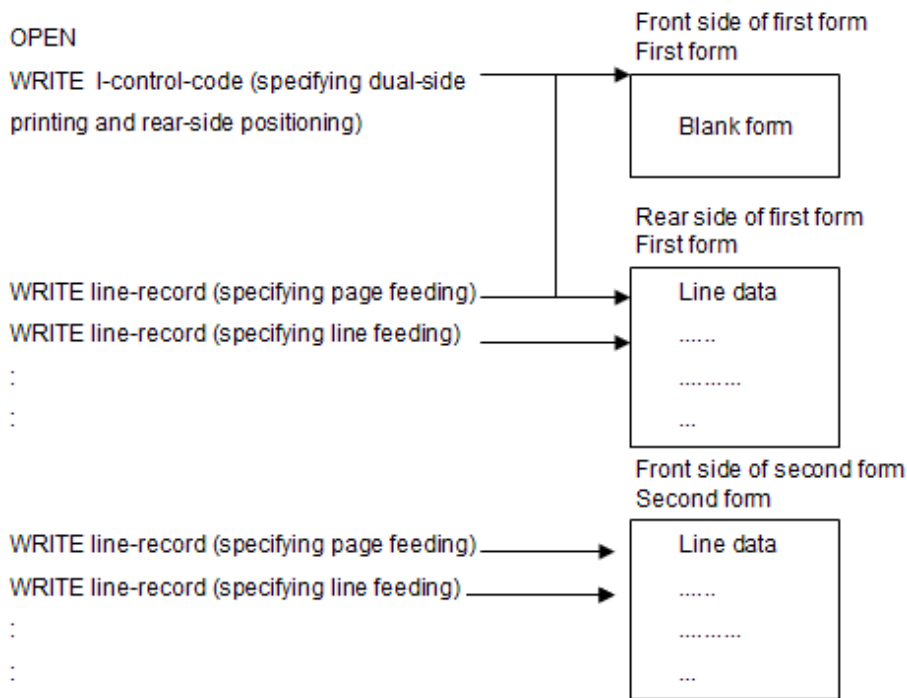 Front side of first form
OPEN
First form
WRITE I-control-code (specifying dual-side
printing and rear-side positioning)
Blank form
Rear side of first form
First form
WRITE line-record (specifying page feeding)
Line data
WRITE line-record (specifying line feeding)
......
:
.........
:
...
Front side of second form
Second form
WRITE line-record (specifying page feeding)
Line data
WRITE line-record (specifying line feeding)
......
:
.........
:
...